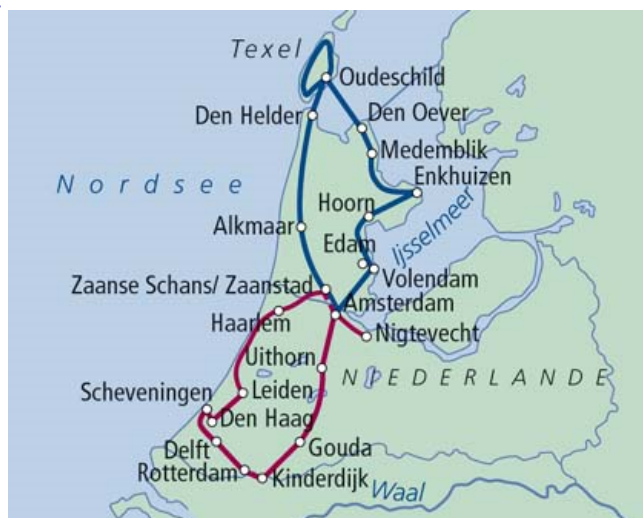 Texel
Oudeschild
Den Helder
Den Oever
Medemblik
Enkhuizen
Nordsee
Hoorn
Ijsselmeer
Alkmaar
Edam
Volendam
Zaanse Schans/ Zaanstad
Amsterdam
Haarlem
Nigtevecht
Uithorn
NIEDERLANDE
Leiden
Scheveningen
Den Haag
Delft
Gouda
Rotterdam
Kinderdijk
Waal